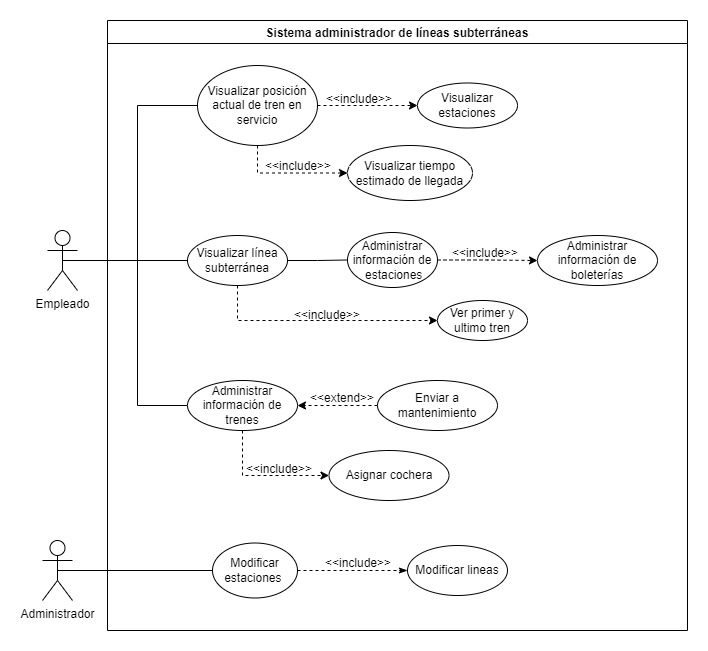 Sistema administrador de líneas subterráneas
Visualizar posición
actual de tren en
servicio
<<include>>
Visualizar
estaciones
<<include>>
Visualizar tiempo
estimado de llegada
Empleado
Visualizar línea
subterránea
Administrar
información de
estaciones
<<include>>
Administrar
información de
boleterías
<<include>>
Ver primer y
ultimo tren
Administrar
información de
trenes
<<extend>>
Enviar a
mantenimiento
<<include>>
Asignar cochera
Administrador
Modificar
estaciones
<<include>>
Modificar lineas